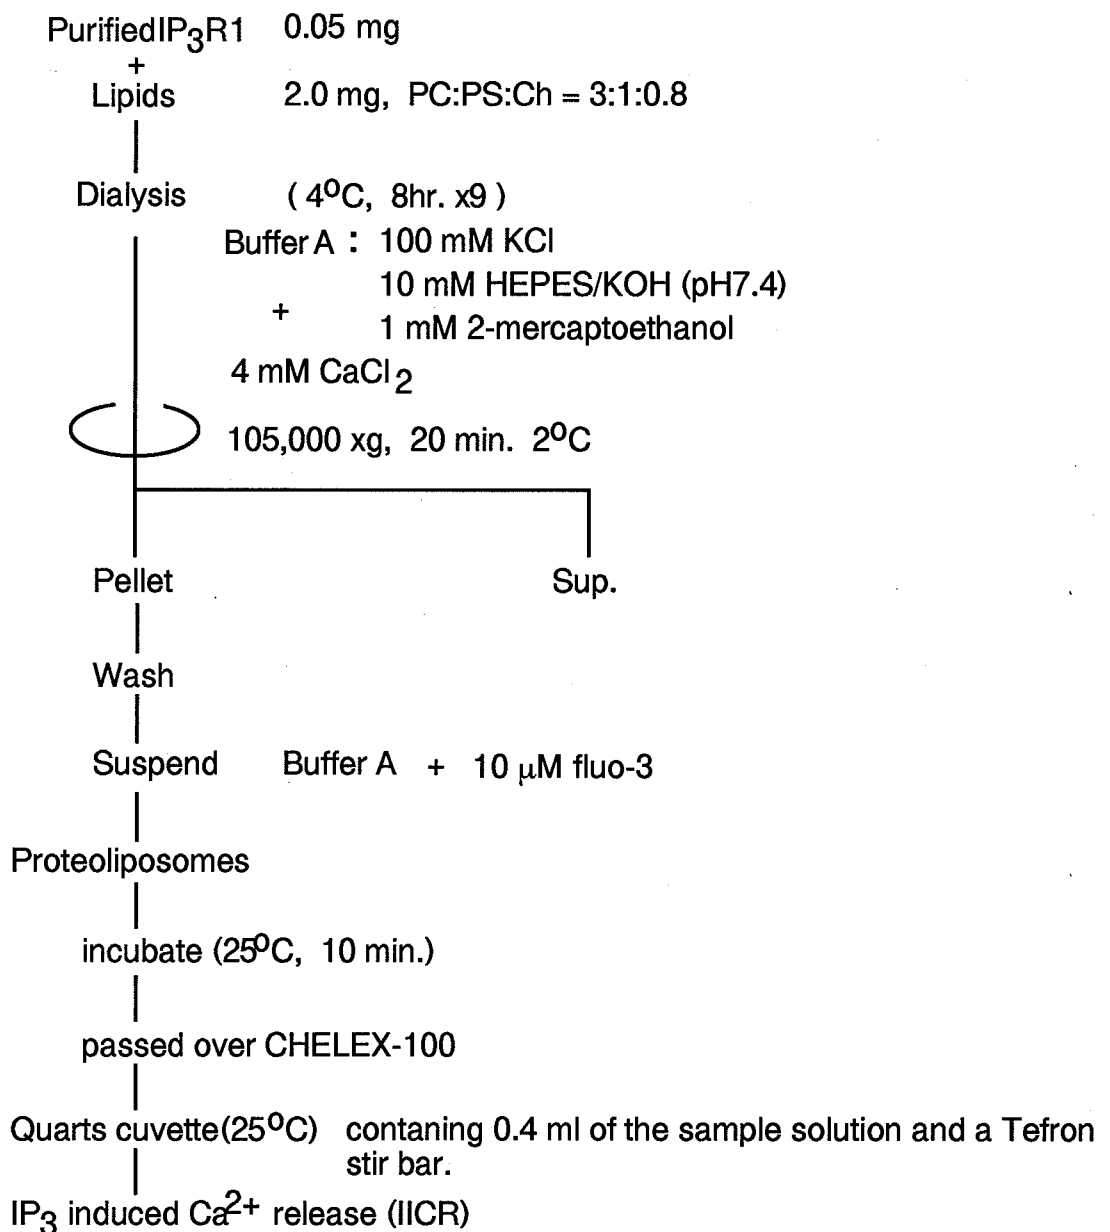 PurifiedIP3R1 0.05 mg
+
Lipids 2.0 mg, PC:PS:Ch = 3:1:0.8
Dialysis ( 4ºC, 8hr. x9 )
Buffer A : 100 mM KCl
10 mM HEPES/KOH (pH7.4)
+
1 mM 2-mercaptoethanol
4 mM CaCl2
105,000 xg, 20 min. 2ºC
Pellet Sup.
Wash
Suspend Buffer A + 10 µM fluo-3
Proteoliposomes
incubate (25ºC, 10 min.)
passed over CHELEX-100
Quarts cuvette(25ºC) contaning 0.4 ml of the sample solution and a Tefron
stir bar.
IP3 induced Ca2+ release (IICR)